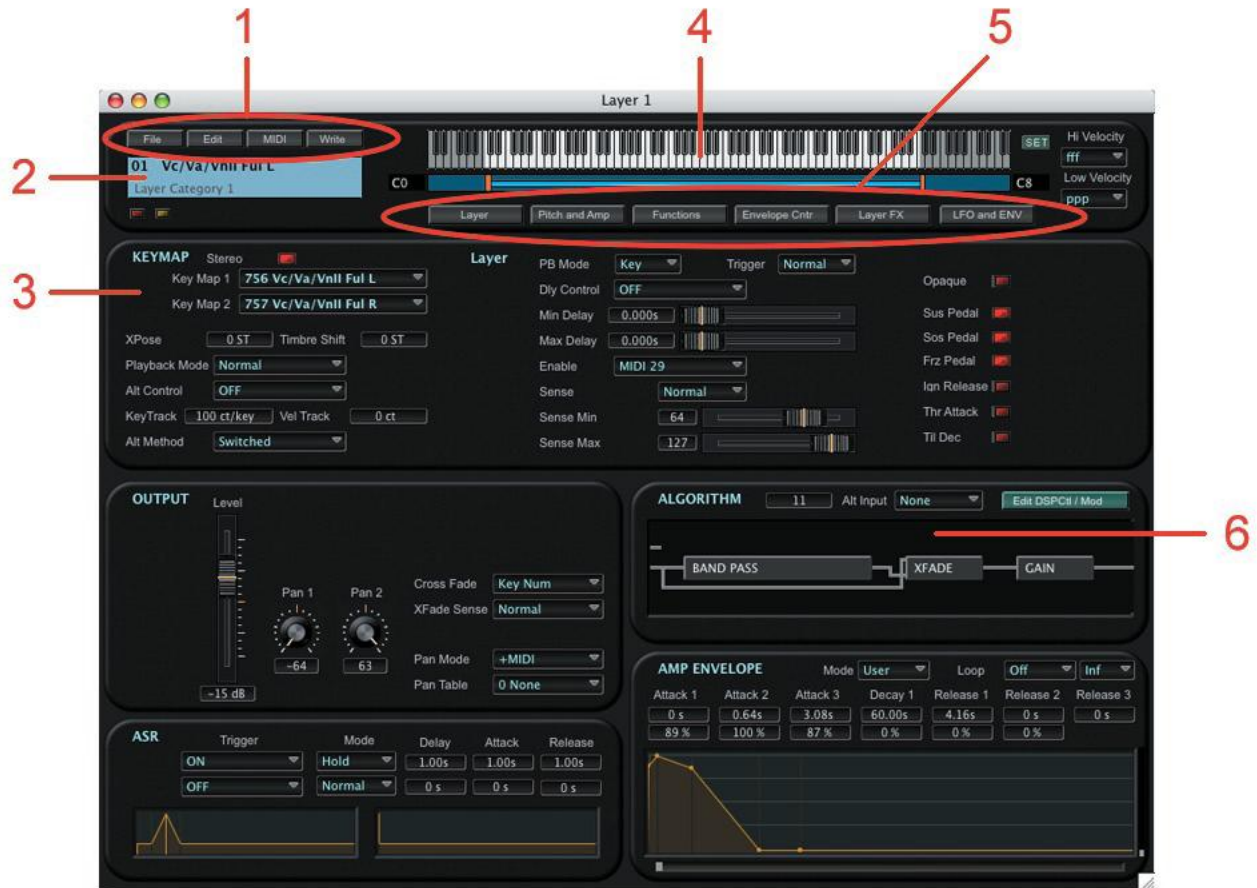 1
4
5
Layer 1
File Edit MIDI Write
SET
Hi Velocity
fff
2
01 Vc/Va/VnII Ful L
Layer Category 1
C0
C8
Low Velocity
ppp
Layer Pitch and Amp Functions Envelope Cntr Layer FX LFO and ENV
3
KEYMAP Stereo
Key Map 1 756 Vc/Va/VnII Ful L
Key Map 2 757 Vc/Va/VnII Ful R
XPose 0 ST Timbre Shift 0 ST
Playback Mode Normal
Alt Control OFF
KeyTrack 100 ct/key Vel Track 0 ct
Alt Method Switched
Layer
PB Mode Key Trigger Normal
Dly Control OFF
Min Delay 0.000s
Max Delay 0.000s
Enable MIDI 29
Sense Normal
Sense Min 64
Sense Max 127
Opaque
Sus Pedal
Sos Pedal
Frz Pedal
Ign Release
Thr Attack
Til Dec
OUTPUT Level
Pan 1 Pan 2
-64 63
-15 dB
Cross Fade Key Num
XFade Sense Normal
Pan Mode +MIDI
Pan Table 0 None
ALGORITHM 11 Alt Input None Edit DSPCtl / Mod
6
BAND PASS XFADE GAIN
ASR Trigger Mode Delay Attack Release
ON Hold 1.00s 1.00s 1.00s
OFF Normal 0 s 0 s 0 s
AMP ENVELOPE Mode User Loop Off Inf
Attack 1 Attack 2 Attack 3 Decay 1 Release 1 Release 2 Release 3
0 s 0.64s 3.08s 60.00s 4.16s 0 s 0 s
89 % 100 % 87 % 0 % 0 % 0 %